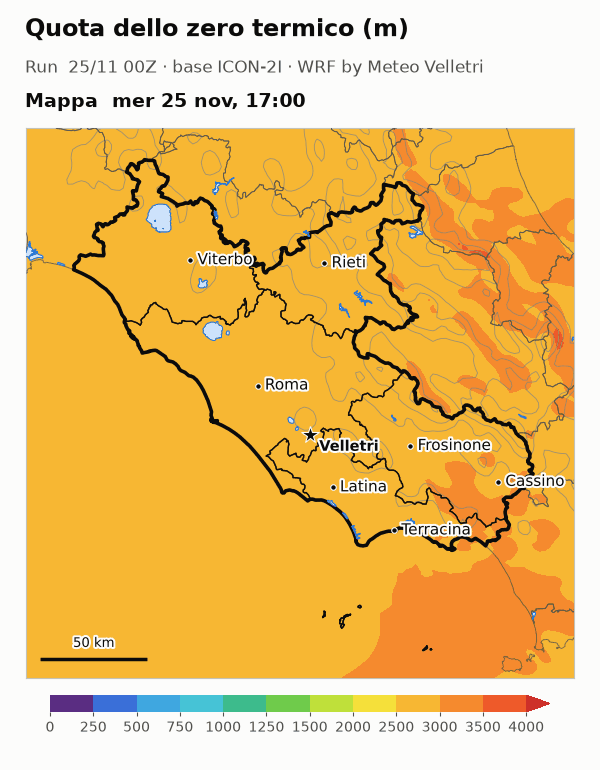 Quota dello zero termico (m)
Run  25/11 00Z · base ICON-2I · WRF by Meteo Velletri
Mappa  mer 25 nov, 17:00
Viterbo
Rieti
Roma
Velletri
Frosinone
Cassino
Latina
Terracina
50 km
0 250 500 750 1000 1250 1500 2000 2500 3000 3500 4000